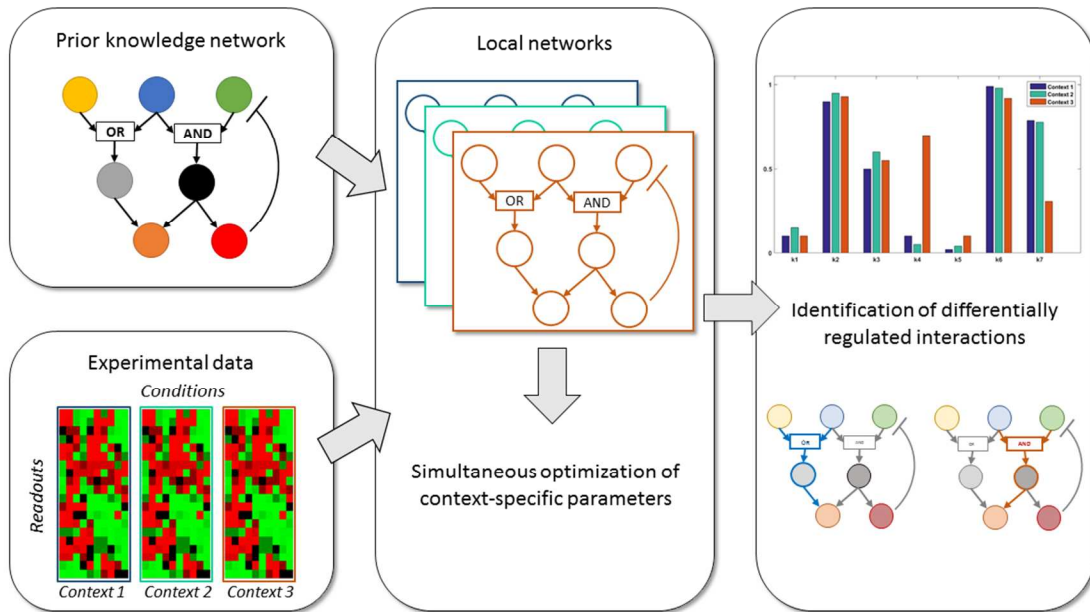 Prior knowledge network
OR
AND
Experimental data
Conditions
Readouts
Context 1
Context 2
Context 3
Local networks
OR
AND
Simultaneous optimization of
context-specific parameters
1
0.5
0
k1
k2
k3
k4
k5
k6
k7
Context 1
Context 2
Context 3
Identification of differentially
regulated interactions
OR
AND
OR
AND